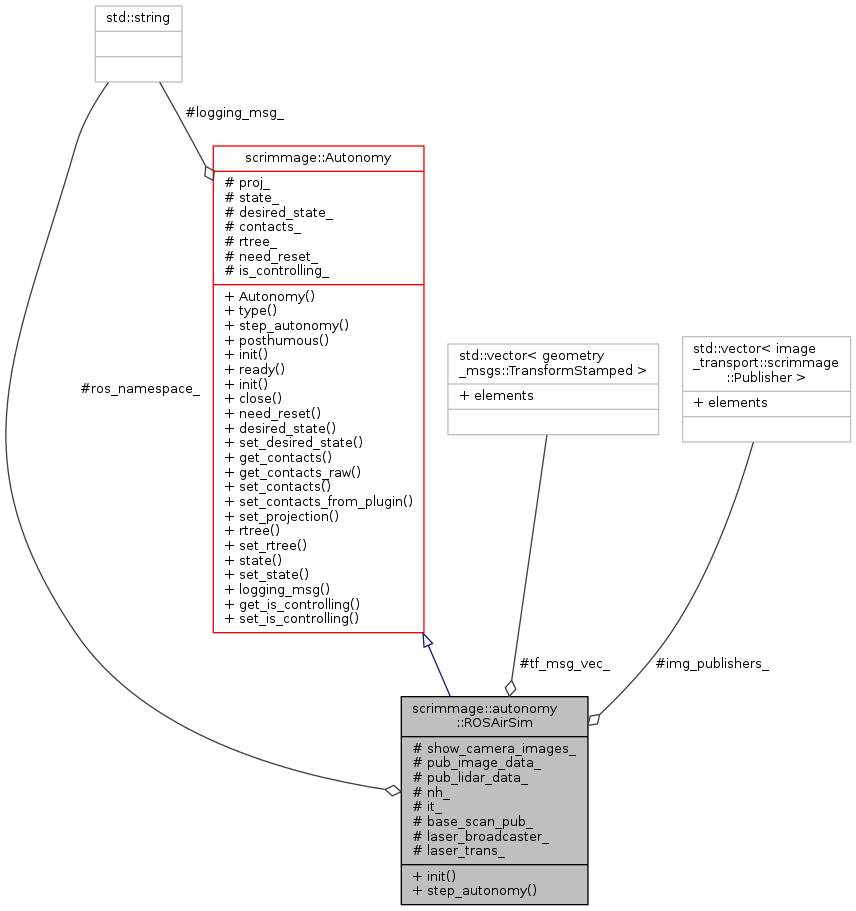 std::string
#logging_msg_
scrimmage::Autonomy
# proj_
# state_
# desired_state_
# contacts_
# rtree_
# need_reset_
# is_controlling_
+ Autonomy()
+ type()
+ step_autonomy()
+ posthumous()
+ init()
+ ready()
+ init()
+ close()
+ need_reset()
+ desired_state()
+ set_desired_state()
+ get_contacts()
+ get_contacts_raw()
+ set_contacts()
+ set_contacts_from_plugin()
+ set_projection()
+ rtree()
+ set_rtree()
+ state()
+ set_state()
+ logging_msg()
+ get_is_controlling()
+ set_is_controlling()
#ros_namespace_
std::vector< geometry
_msgs::TransformStamped >
+ elements
std::vector< image
_transport::scrimmage
::Publisher >
+ elements
#tf_msg_vec_
#img_publishers_
scrimmage::autonomy
::ROSAirSim
# show_camera_images_
# pub_image_data_
# pub_lidar_data_
# nh_
# it_
# base_scan_pub_
# laser_broadcaster_
# laser_trans_
+ init()
+ step_autonomy()